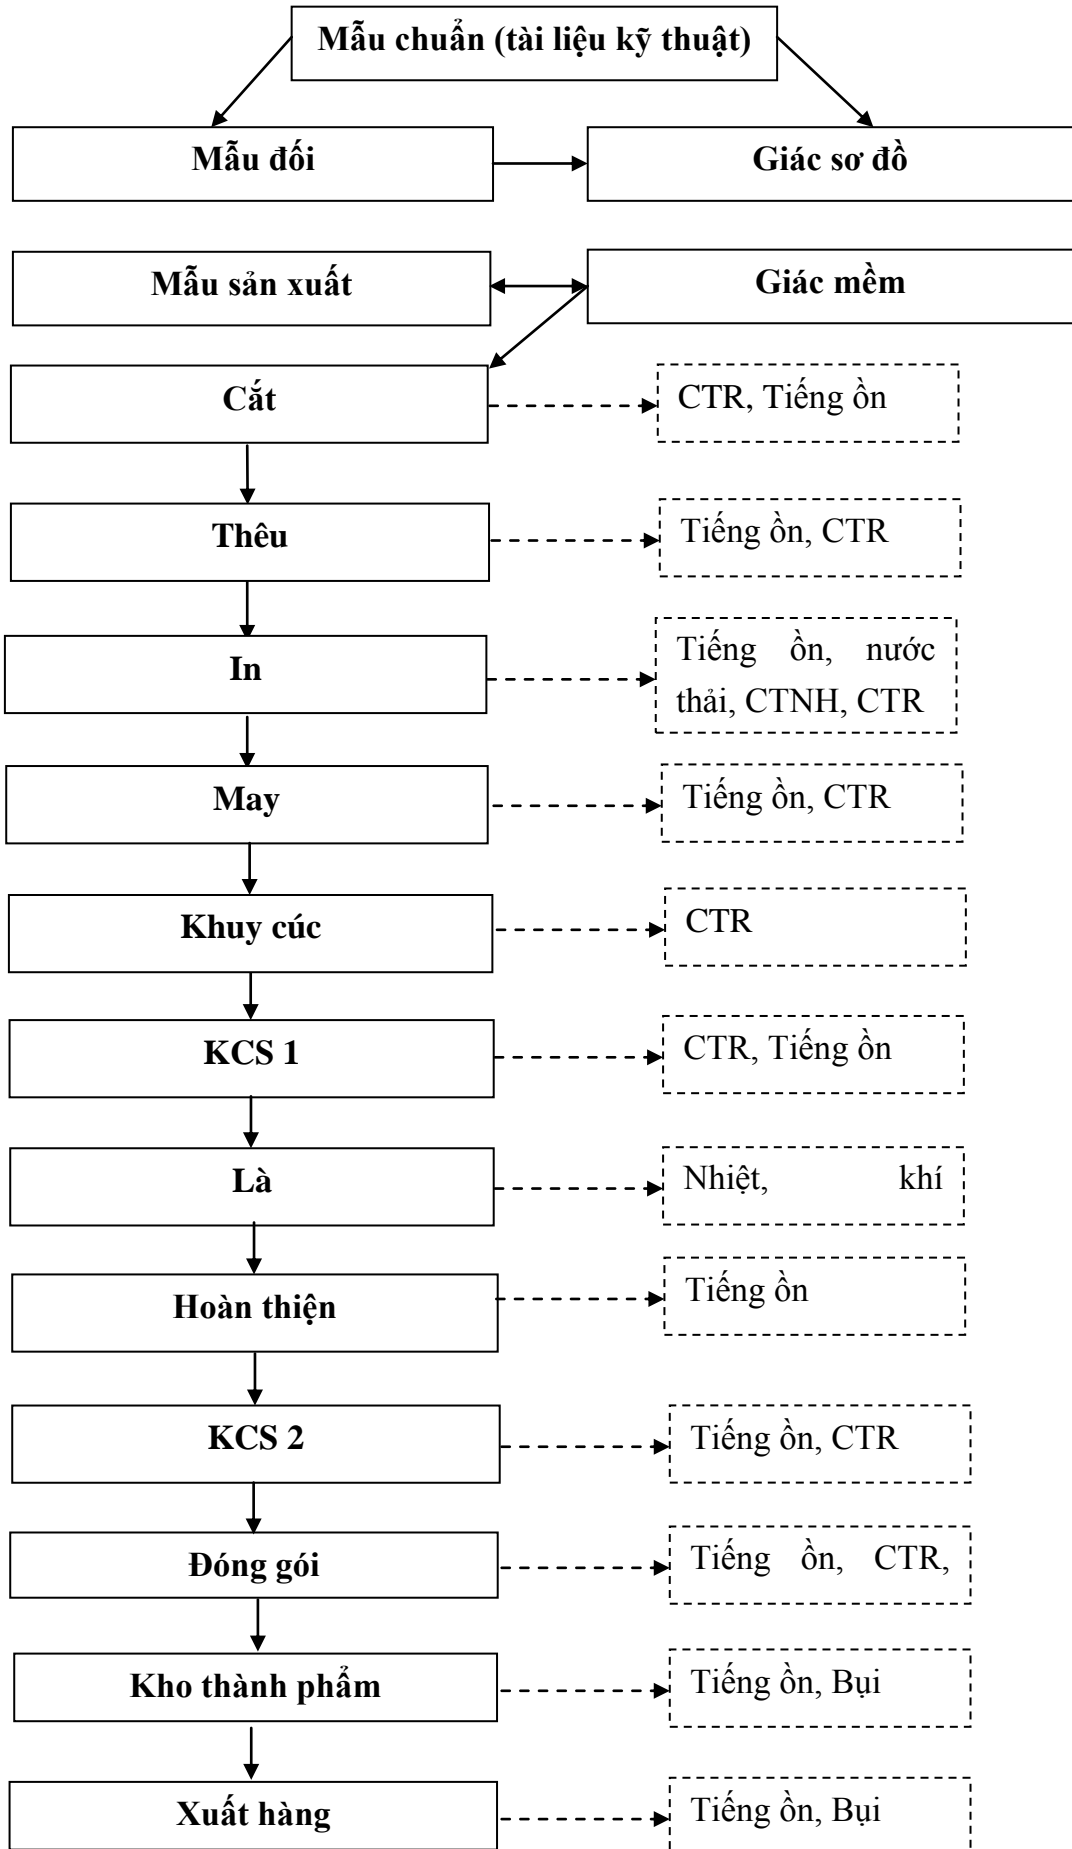 Mẫu chuẩn (tài liệu kỹ thuật)
Mẫu đối
Giác sơ đồ
Mẫu sản xuất
Giác mềm
Cắt
CTR, Tiếng ồn
Thêu
Tiếng ồn, CTR
In
Tiếng ồn, nước
thải, CTNH, CTR
May
Tiếng ồn, CTR
Khuy cúc
CTR
KCS 1
CTR, Tiếng ồn
Là
Nhiệt, khí
Hoàn thiện
Tiếng ồn
KCS 2
Tiếng ồn, CTR
Đóng gói
Tiếng ồn, CTR,
Kho thành phẩm
Tiếng ồn, Bụi
Xuất hàng
Tiếng ồn, Bụi